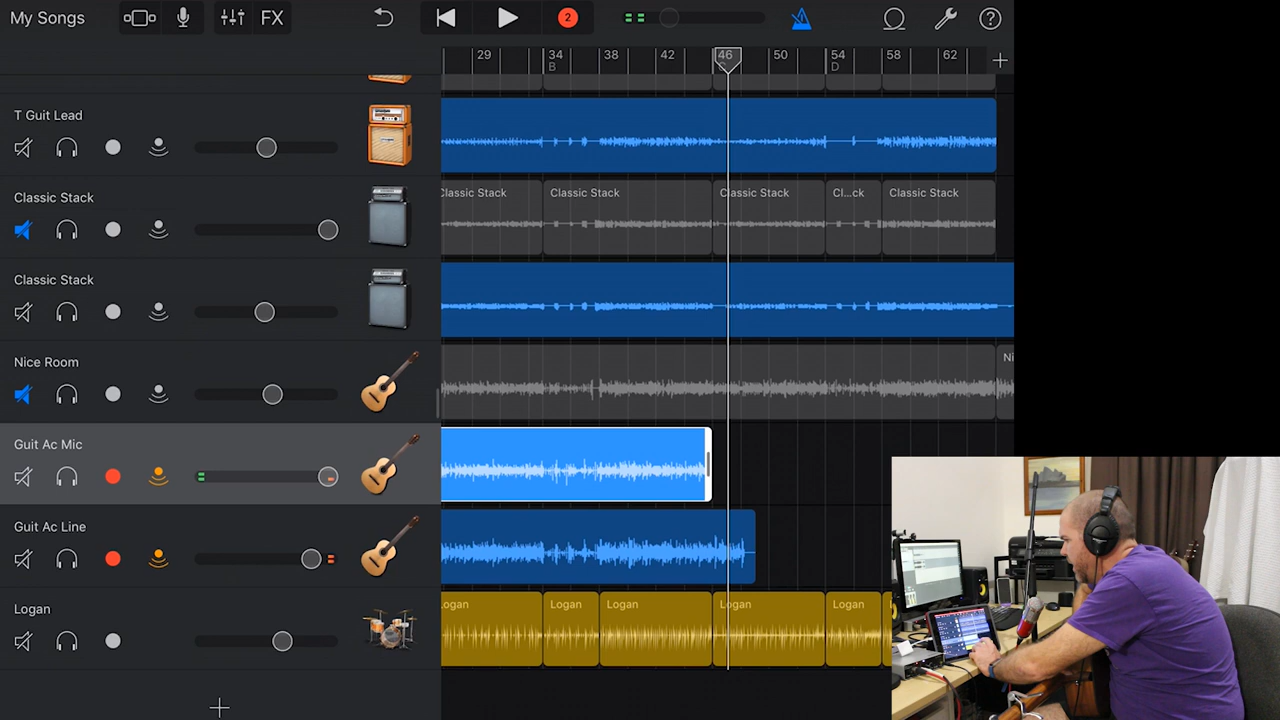 My Songs FX 2
29 34 38 42 46 50 54 58 62
B C D
T Guit Lead
Classic Stack
Classic Stack Classic Stack Classic Stack Cl...ck Classic Stack
Classic Stack
Nice Room
Ni
Guit Ac Mic
Guit Ac Line
Logan
ogan Logan Logan Logan Logan